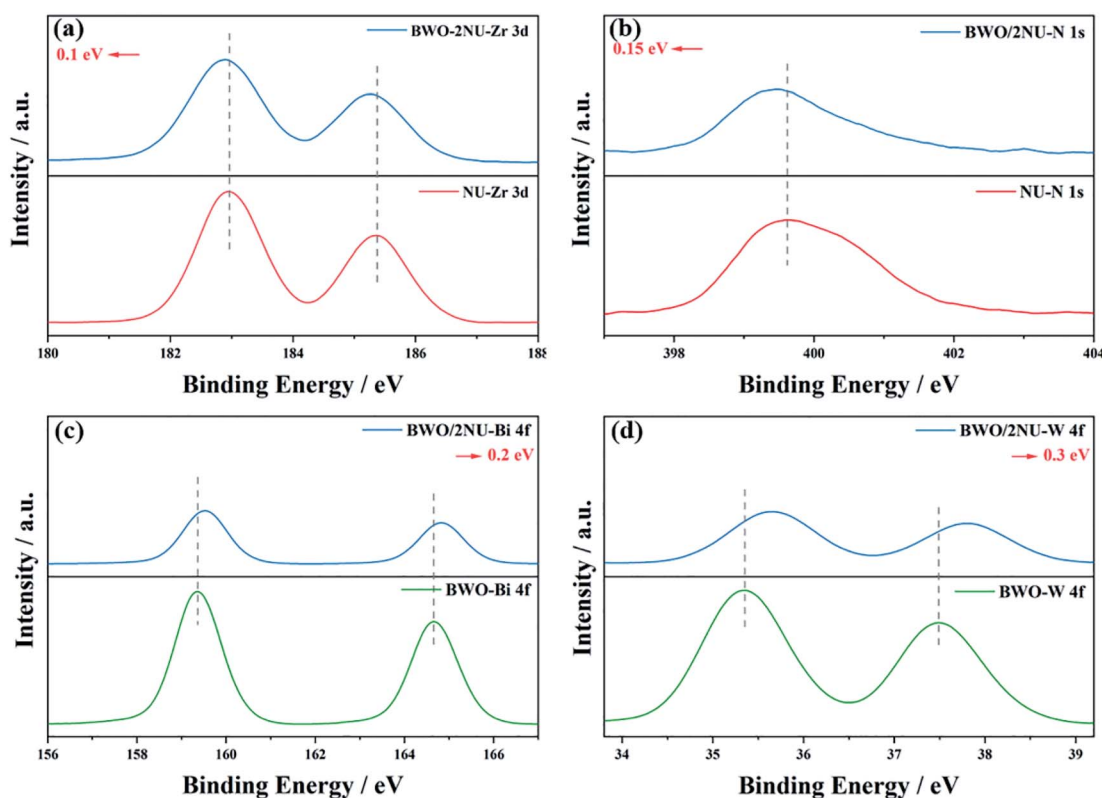 (a)
BWO-2NU-Zr 3d
0.1 eV
NU-Zr 3d
Intensity / a.u.
180 182 184 186 188
Binding Energy / eV
(b)
BWO/2NU-N 1s
0.15 eV
NU-N 1s
Intensity / a.u.
398 400 402 404
Binding Energy / eV
(c)
BWO/2NU-Bi 4f
0.2 eV
BWO-Bi 4f
Intensity / a.u.
156 158 160 162 164 166
Binding Energy / eV
(d)
BWO/2NU-W 4f
0.3 eV
BWO-W 4f
Intensity / a.u.
34 35 36 37 38 39
Binding Energy / eV